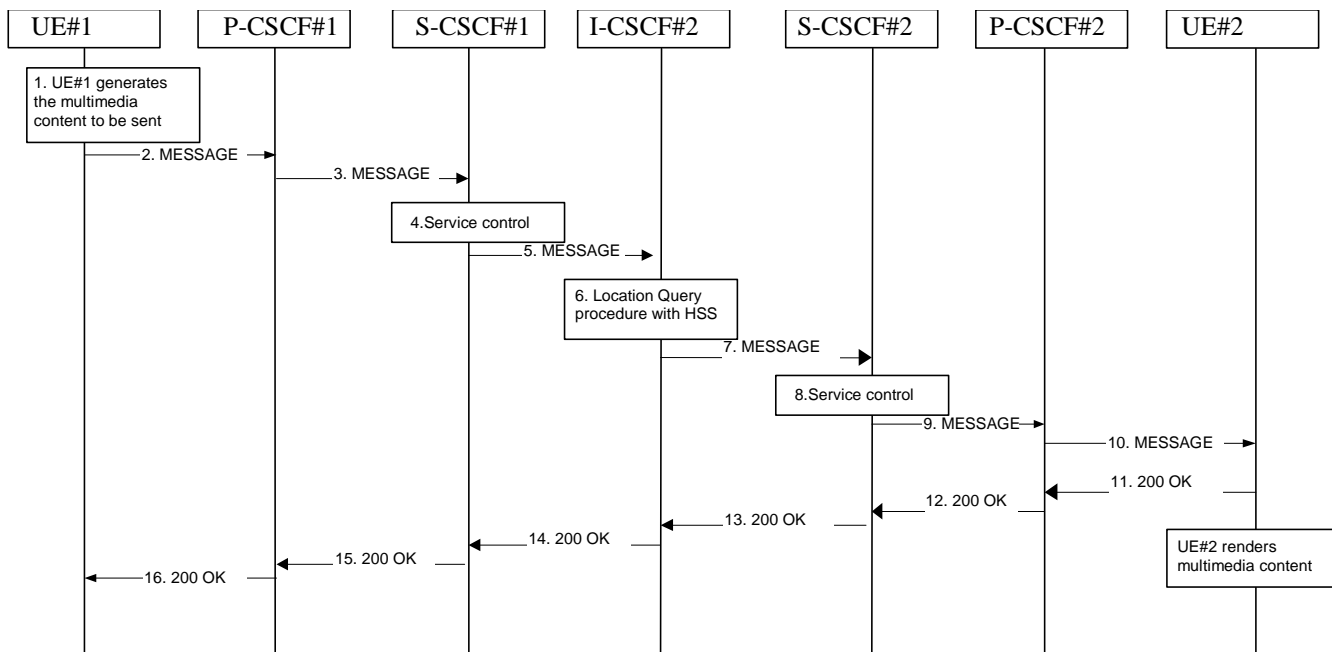 UE#1
P-CSCF#1
S-CSCF#1
I-CSCF#2
S-CSCF#2
P-CSCF#2
UE#2
1. UE#1 generates
the multimedia
content to be sent
2. MESSAGE
3. MESSAGE
4.Service control
5. MESSAGE
6. Location Query
procedure with HSS
7. MESSAGE
8.Service control
9. MESSAGE
10. MESSAGE
11. 200 OK
12. 200 OK
13. 200 OK
14. 200 OK
15. 200 OK
16. 200 OK
UE#2 renders
multimedia content